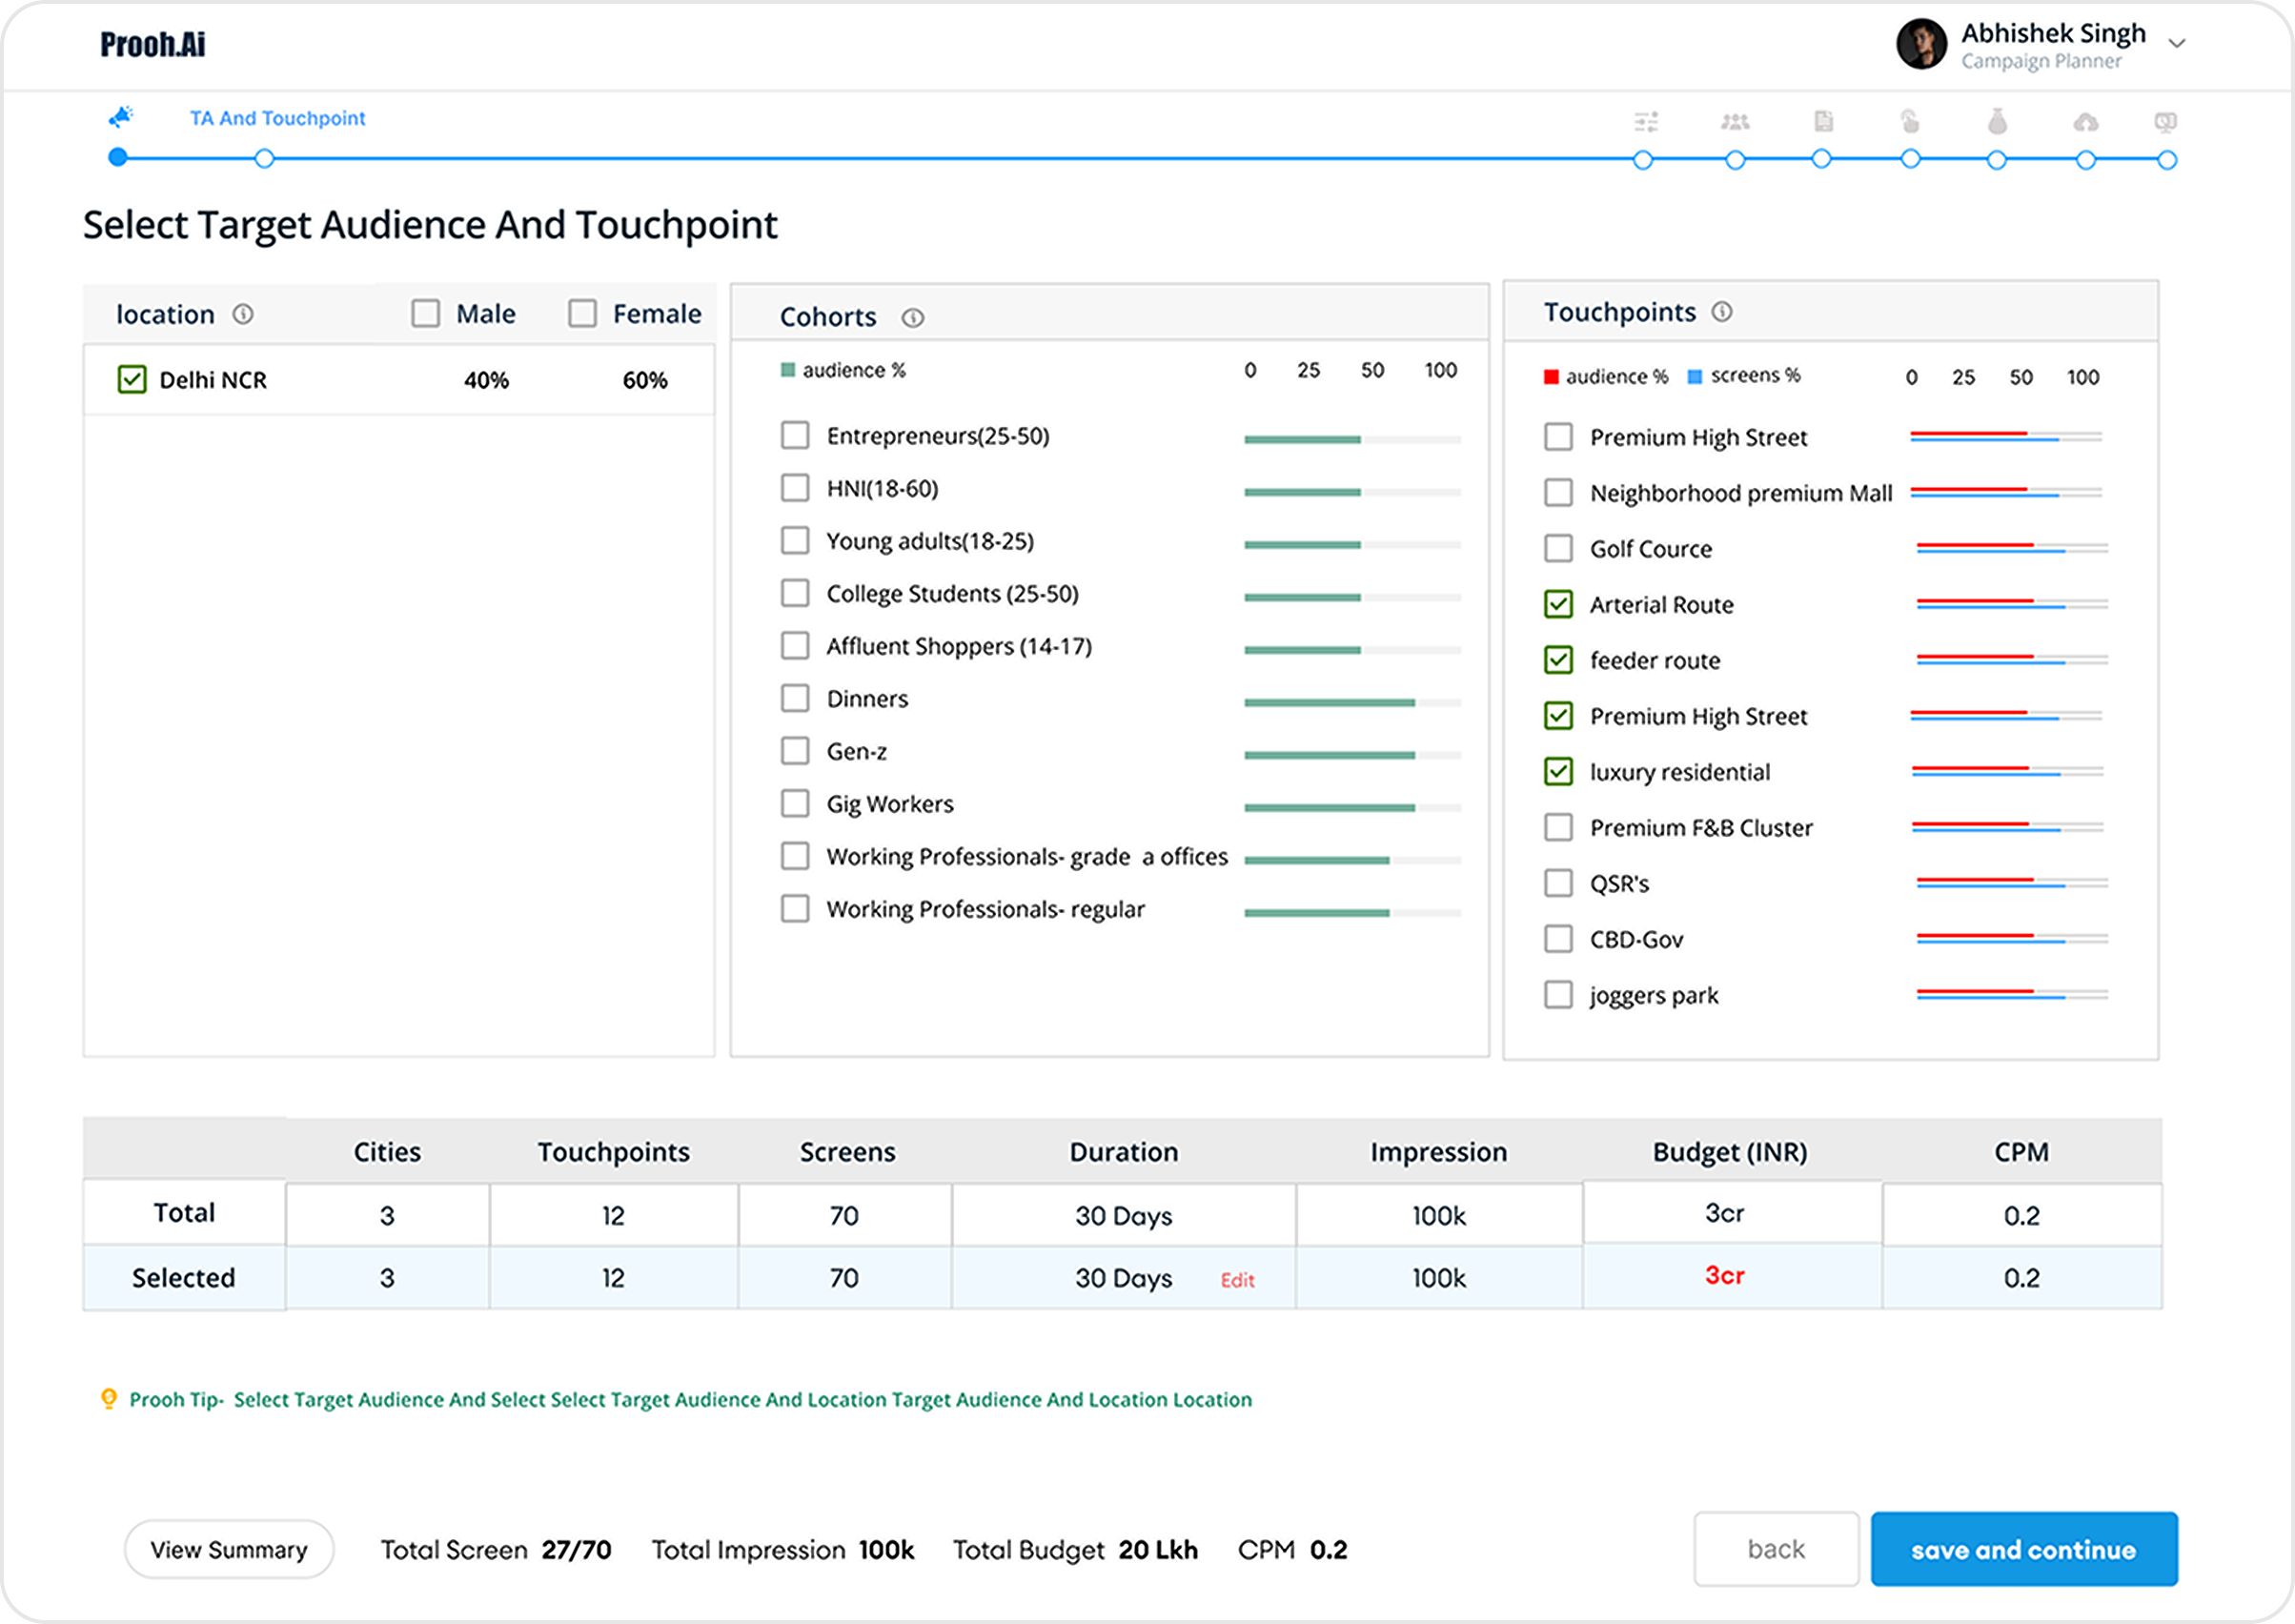 Prooh.Ai
Abhishek Singh
Campaign Planner
TA And Touchpoint
Select Target Audience And Touchpoint
location Male Female
Delhi NCR 40% 60%
Cohorts
audience % 0 25 50 100
Entrepreneurs(25-50)
HNI(18-60)
Young adults(18-25)
College Students (25-50)
Affluent Shoppers (14-17)
Dinners
Gen-z
Gig Workers
Working Professionals- grade a offices
Working Professionals- regular
Touchpoints
audience % screens % 0 25 50 100
Premium High Street
Neighborhood premium Mall
Golf Cource
Arterial Route
feeder route
Premium High Street
luxury residential
Premium F&B Cluster
QSR's
CBD-Gov
joggers park
Cities Touchpoints Screens Duration Impression Budget (INR) CPM
Total 3 12 70 30 Days 100k 3cr 0.2
Selected 3 12 70 30 Days Edit 100k 3cr 0.2
Prooh Tip- Select Target Audience And Select Select Target Audience And Location Target Audience And Location Location
View Summary Total Screen 27/70 Total Impression 100k Total Budget 20 Lkh CPM 0.2 back save and continue